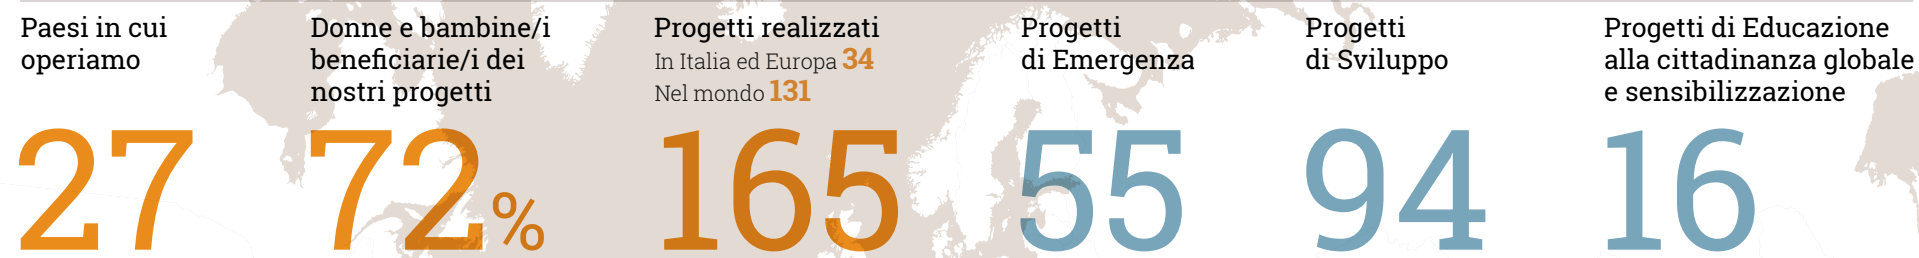 Paesi in cui
operiamo
27
Donne e bambine/i
beneficiarie/i dei
nostri progetti
72%
Progetti realizzati
In Italia ed Europa 34
Nel mondo 131
165
Progetti
di Emergenza
55
Progetti
di Sviluppo
94
Progetti di Educazione
alla cittadinanza globale
e sensibilizzazione
16